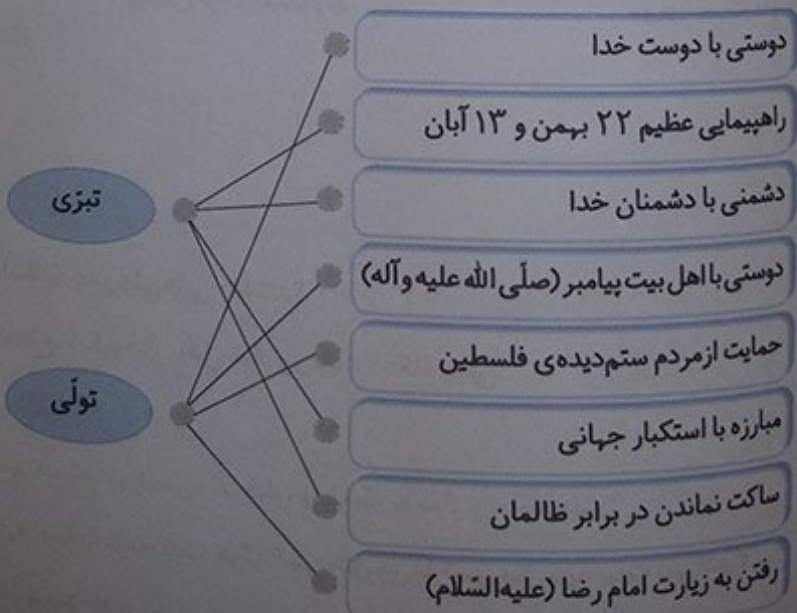 دوستی با دوست خدا
راهپیمایی عظیم ۲۲ بهمن و ۱۳ آبان
دشمنی با دشمنان خدا
دوستی با اهل بیت پیامبر (صلّی الله علیه وآله)
حمایت ازمردم ستم‌دیده‌ی فلسطین
مبارزه با استکبار جهانی
ساکت نماندن در برابر ظالمان
رفتن به زیارت امام رضا (علیه‌السّلام)
تبرّی
تولّی